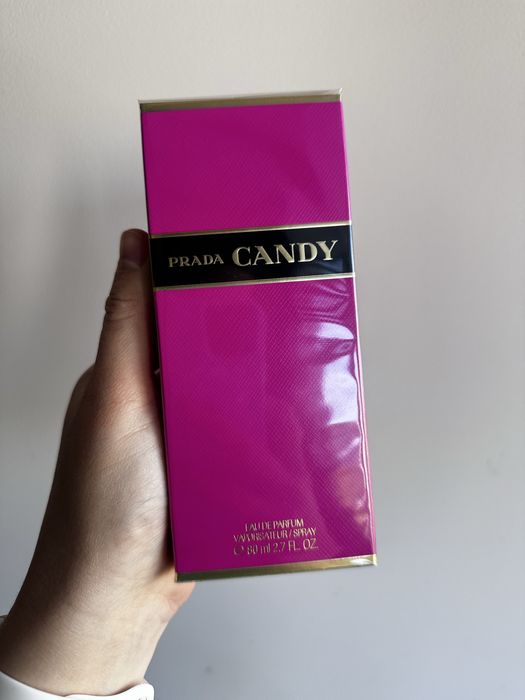 PRADA CANDY
EAU DE PARFUM
VAPORISATEUR / SPRAY
℮ 80 ml 2.7 FL. OZ.